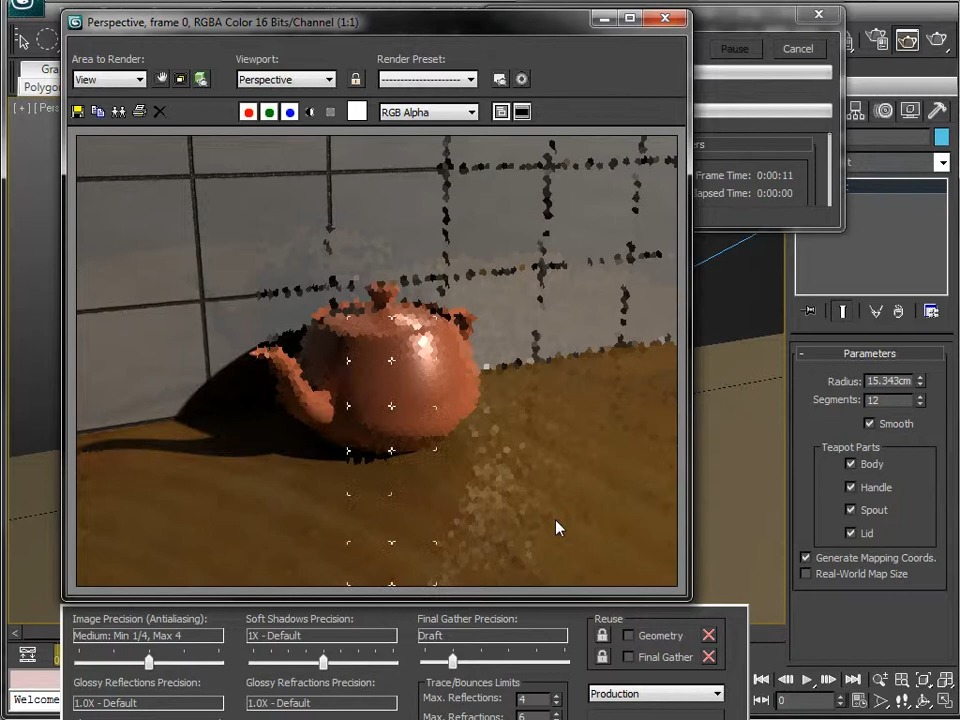 Perspective, frame 0, RGBA Color 16 Bits/Channel (1:1)
Area to Render:
Viewport:
Render Preset:
View
Perspective
--------------------
RGB Alpha
Pause
Cancel
Gra
Polygo
[ + ] [ Pers
ers
Frame Time: 0:00:11
lapsed Time: 0:00:00
t
- Parameters
Radius: 15.343cm
Segments: 12
Smooth
Teapot Parts
Body
Handle
Spout
Lid
Generate Mapping Coords.
Real-World Map Size
Image Precision (Antialiasing):
Soft Shadows Precision:
Final Gather Precision:
Reuse
Medium: Min 1/4, Max 4
1X - Default
Draft
Geometry
Final Gather
Glossy Reflections Precision:
Glossy Refractions Precision:
Trace/Bounces Limits
1.0X - Default
1.0X - Default
Max. Reflections: 4
Max. Refractions: 6
Production
Welcome
0